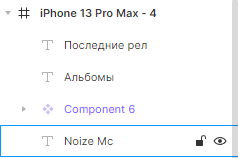 iPhone 13 Pro Max - 4
Последние рел
Альбомы
Component 6
Noize Mc